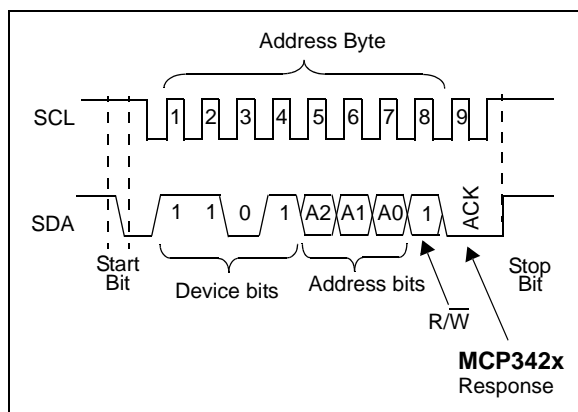 Address Byte
SCL 1 2 3 4 5 6 7 8 9
SDA 1 1 0 1 A2 A1 A0 1 ACK
Start
Bit
Device bits
Address bits
Stop
Bit
R/W̅
MCP342x
Response